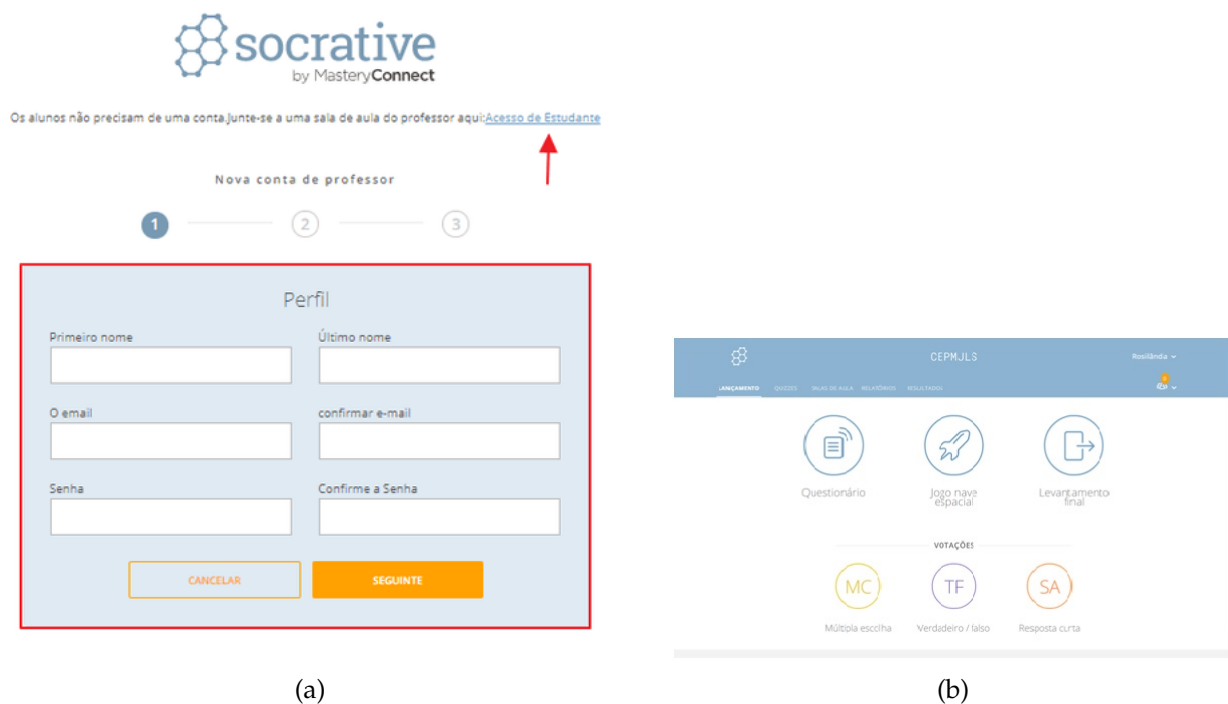 socrative
by MasteryConnect
Os alunos não precisam de uma conta.Junte-se a uma sala de aula do professor aqui:Acesso de Estudante
Nova conta de professor
1 2 3
Perfil
Primeiro nome Último nome
O email confirmar e-mail
Senha Confirme a Senha
CANCELAR SEGUINTE
(a)
CEPMJLS Rosilânda
LANÇAMENTO QUIZZES SALAS DE AULA RELATÓRIOS RESULTADOS
Questionário Jogo nave Levantamento
espacial final
VOTAÇÕES
MC TF SA
Múltipla escolha Verdadeiro / falso Resposta curta
(b)